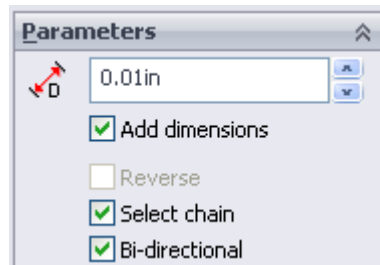 Parameters
D
0.01in
Add dimensions
Reverse
Select chain
Bi-directional